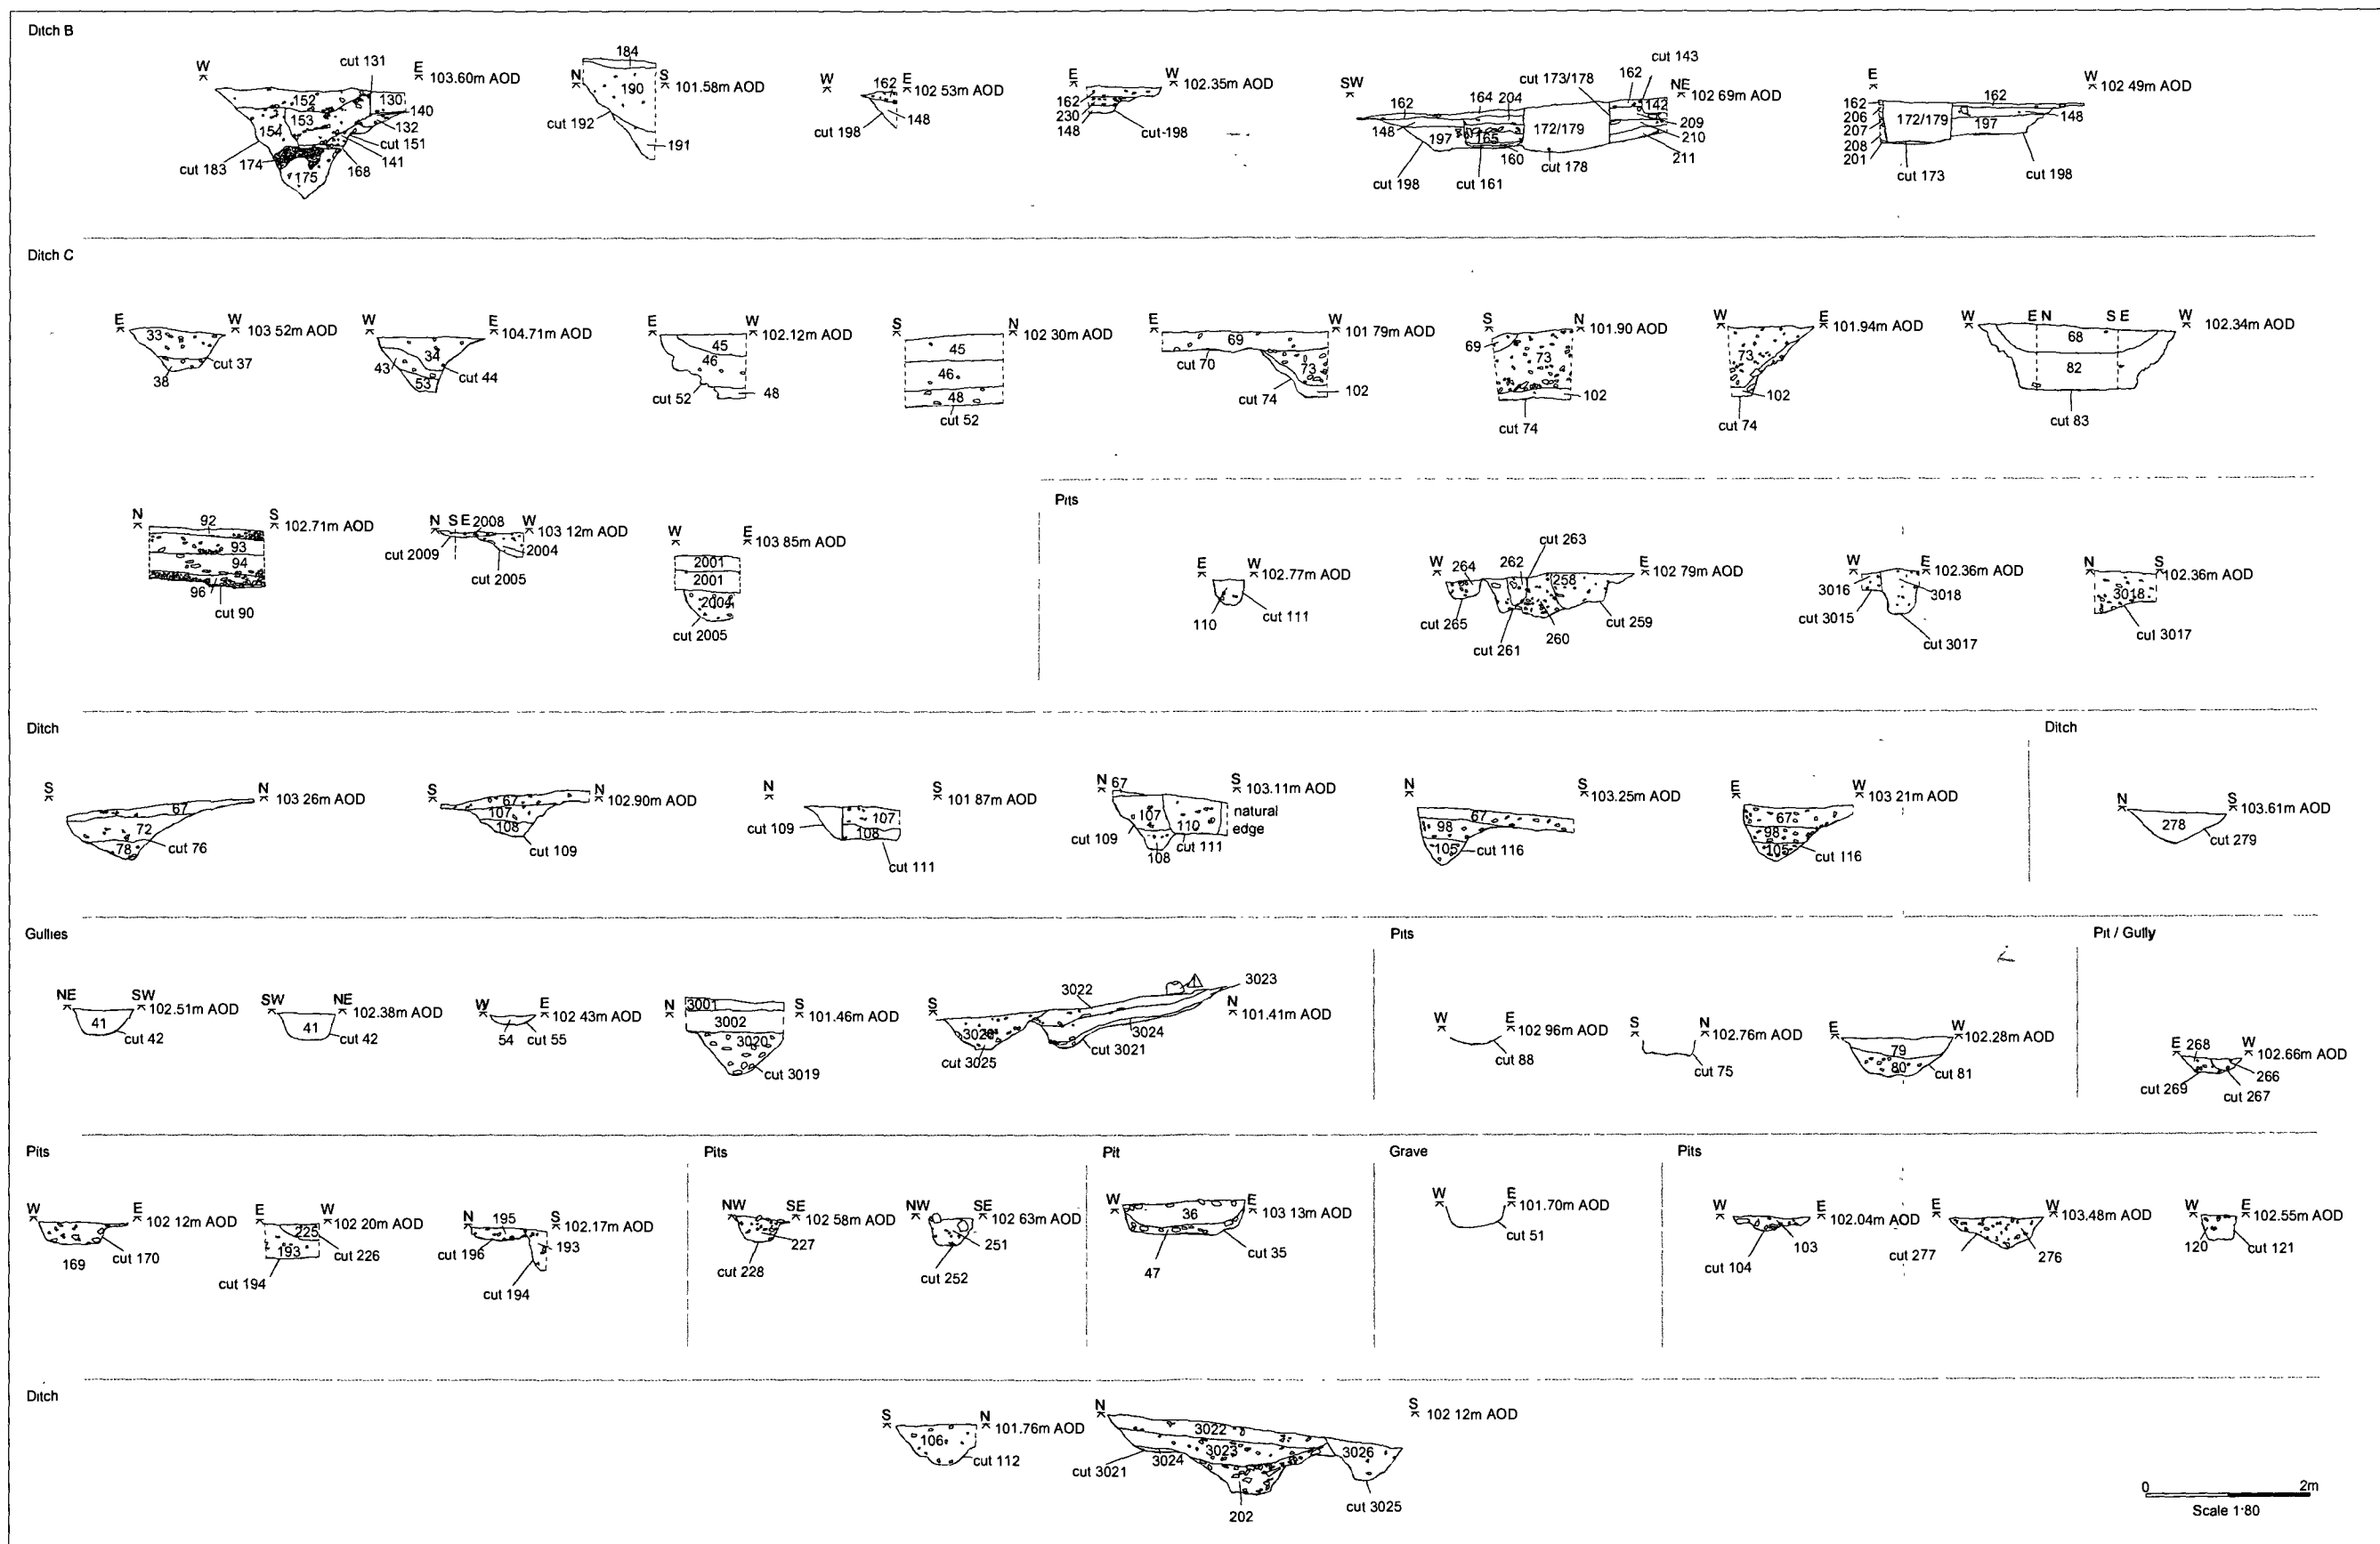 Ditch B
W
cut 131
E 103.60m AOD
152
130
140
153
154
132
cut 151
141
cut 183
174
168
175
184
N
S 101.58m AOD
190
cut 192
191
W
162
E 102 53m AOD
cut 198
148
E
W 102.35m AOD
162
230
148
cut 198
SW
cut 173/178
cut 143
162
NE 102 69m AOD
162
164 204
142
148
197
165
172/179
209
210
211
160
cut 178
cut 198
cut 161
E
W 102 49m AOD
162
206
207
208
201
172/179
162
197
148
cut 173
cut 198
Ditch C
E
W 103 52m AOD
33
cut 37
38
W
E 104.71m AOD
34
43
53
cut 44
E
W 102.12m AOD
45
46
cut 52
48
S
N 102 30m AOD
45
46
48
cut 52
E
W 101 79m AOD
69
cut 70
73
cut 74
102
S
N 101.90 AOD
69
73
102
cut 74
W
E 101.94m AOD
73
102
cut 74
W
E N
S E
W 102.34m AOD
68
82
cut 83
N
92
S 102.71m AOD
93
94
96
cut 90
N S E 2008
W 103 12m AOD
cut 2009
2004
cut 2005
W
E 103 85m AOD
2001
2001
2004
cut 2005
Pits
E
W 102.77m AOD
110
cut 111
W
264
262
cut 263
258
E 102 79m AOD
cut 265
cut 261
260
cut 259
W
E 102.36m AOD
3016
3018
cut 3015
cut 3017
N
S 102.36m AOD
3018
cut 3017
Ditch
S
N 103 26m AOD
67
72
78
cut 76
S
N 102.90m AOD
67
107
108
cut 109
N
S 101 87m AOD
cut 109
107
108
cut 111
N 67
S 103.11m AOD
natural
edge
107
110
cut 109
cut 111
108
N
S 103.25m AOD
67
98
105
cut 116
E
W 103 21m AOD
67
98
105
cut 116
Ditch
N
S 103.61m AOD
278
cut 279
Gullies
NE
SW 102.51m AOD
41
cut 42
SW
NE 102.38m AOD
41
cut 42
W
E 102 43m AOD
54
cut 55
N
3001
S 101.46m AOD
3002
3020
cut 3019
S
3022
3023
N 101.41m AOD
3024
cut 3025
cut 3021
Pits
W
E 102 96m AOD
cut 88
S
N 102.76m AOD
cut 75
E
W 102.28m AOD
79
80
cut 81
Pit / Gully
E 268
W 102.66m AOD
266
cut 269
cut 267
Pits
W
E 102 12m AOD
169
cut 170
E
W 102 20m AOD
225
193
cut 226
cut 194
N
195
S 102.17m AOD
cut 196
193
cut 194
Pits
NW
SE 102 58m AOD
227
cut 228
NW
SE 102 63m AOD
251
cut 252
Pit
W
E 103 13m AOD
36
cut 35
47
Grave
W
E 101.70m AOD
cut 51
Pits
W
E 102.04m AOD
103
cut 104
E
W 103.48m AOD
cut 277
276
W
E 102.55m AOD
120
cut 121
Ditch
S
N 101.76m AOD
106
cut 112
N
S 102 12m AOD
3022
3023
3026
cut 3021
3024
202
cut 3025
0
2m
Scale 1:80